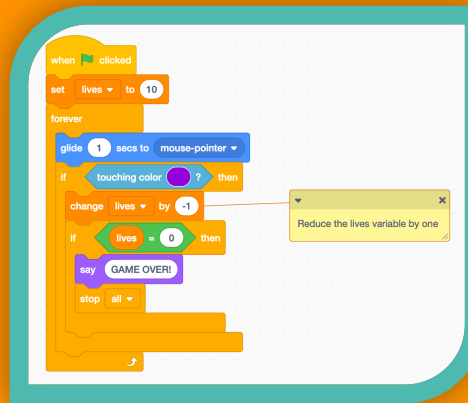 when clicked
set lives to 10
forever
glide 1 secs to mouse-pointer
if touching color ? then
change lives by -1
Reduce the lives variable by one
if lives = 0 then
say GAME OVER!
stop all